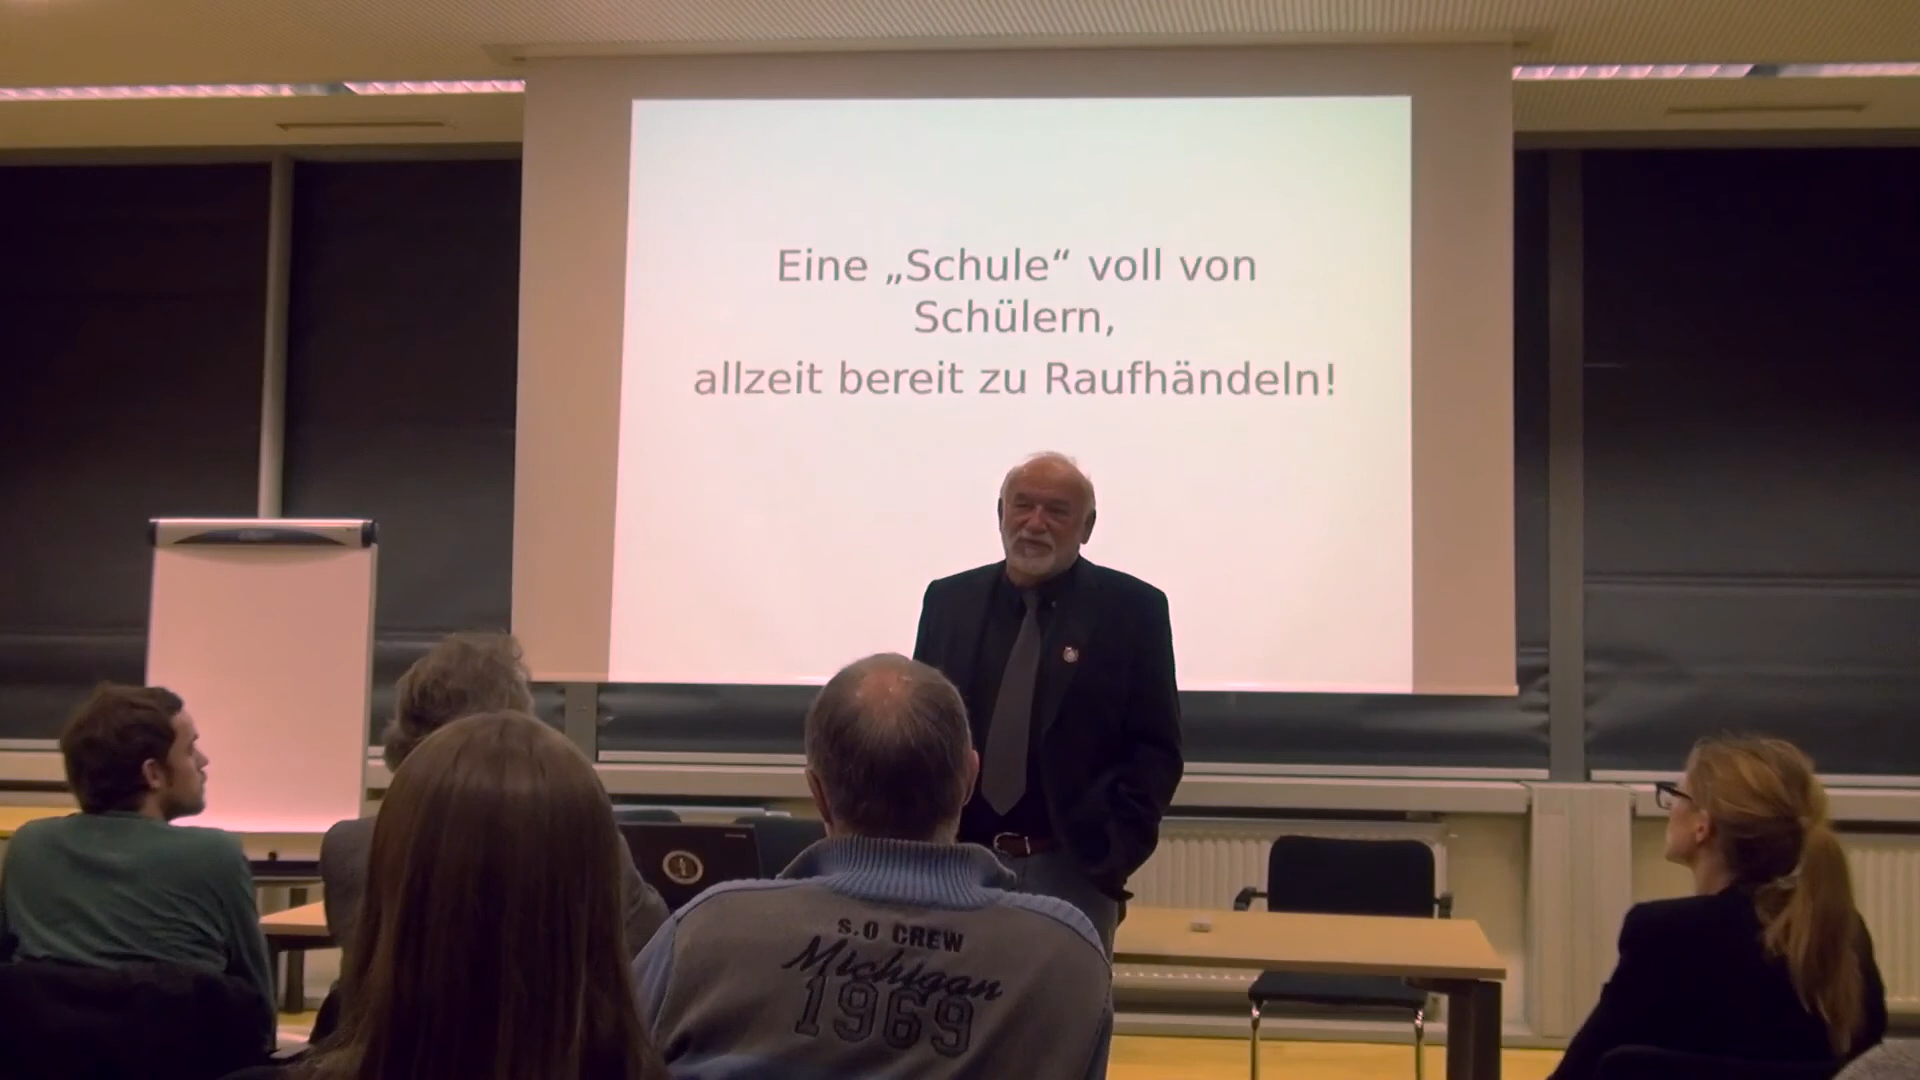 Eine „Schule“ voll von
Schülern,
allzeit bereit zu Raufhändeln!
s.o CREW
Michigan
1969